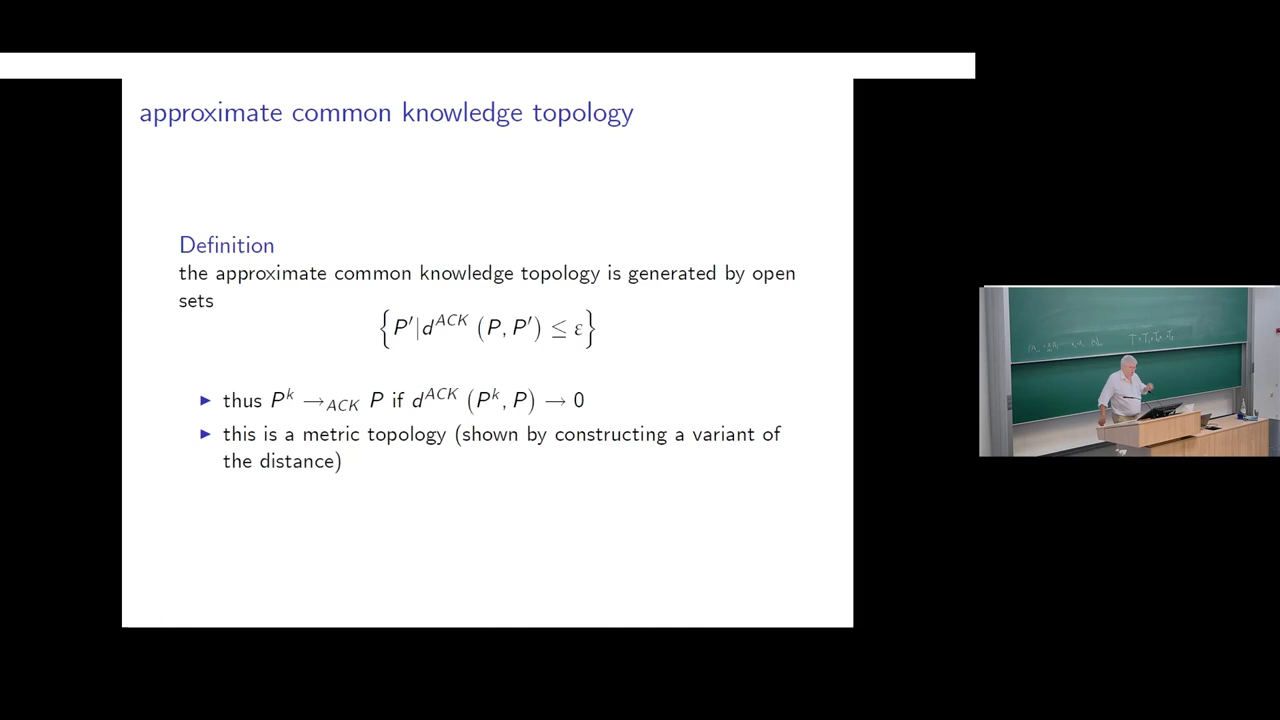 approximate common knowledge topology
Definition
the approximate common knowledge topology is generated by open
sets
{P′|d^{ACK} (P, P′) ≤ ε}
▶ thus P^k →_{ACK} P if d^{ACK} (P^k, P) → 0
▶ this is a metric topology (shown by constructing a variant of
the distance)